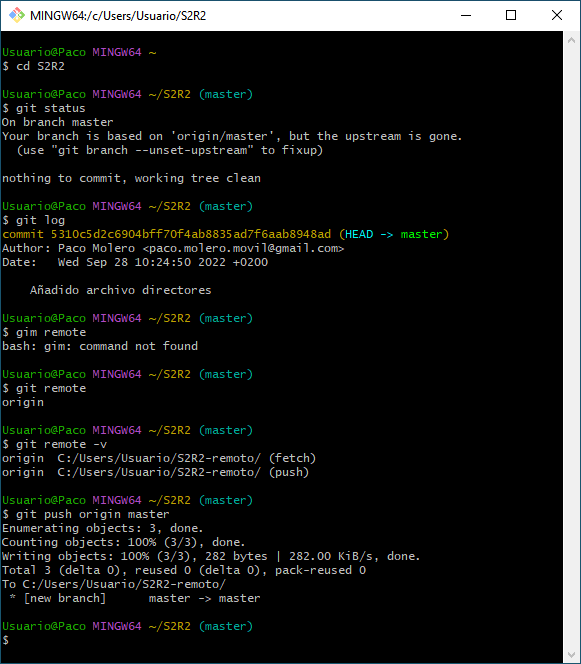 MINGW64:/c/Users/Usuario/S2R2
Usuario@Paco MINGW64 ~
$ cd S2R2
Usuario@Paco MINGW64 ~/S2R2 (master)
$ git status
On branch master
Your branch is based on 'origin/master', but the upstream is gone.
  (use "git branch --unset-upstream" to fixup)
nothing to commit, working tree clean
Usuario@Paco MINGW64 ~/S2R2 (master)
$ git log
commit 5310c5d2c6904bff70f4ab8835ad7f6aab8948ad (HEAD -> master)
Author: Paco Molero <paco.molero.movil@gmail.com>
Date:   Wed Sep 28 10:24:50 2022 +0200
    Añadido archivo directores
Usuario@Paco MINGW64 ~/S2R2 (master)
$ gim remote
bash: gim: command not found
Usuario@Paco MINGW64 ~/S2R2 (master)
$ git remote
origin
Usuario@Paco MINGW64 ~/S2R2 (master)
$ git remote -v
origin  C:/Users/Usuario/S2R2-remoto/ (fetch)
origin  C:/Users/Usuario/S2R2-remoto/ (push)
Usuario@Paco MINGW64 ~/S2R2 (master)
$ git push origin master
Enumerating objects: 3, done.
Counting objects: 100% (3/3), done.
Writing objects: 100% (3/3), 282 bytes | 282.00 KiB/s, done.
Total 3 (delta 0), reused 0 (delta 0), pack-reused 0
To C:/Users/Usuario/S2R2-remoto/
 * [new branch]      master -> master
Usuario@Paco MINGW64 ~/S2R2 (master)
$